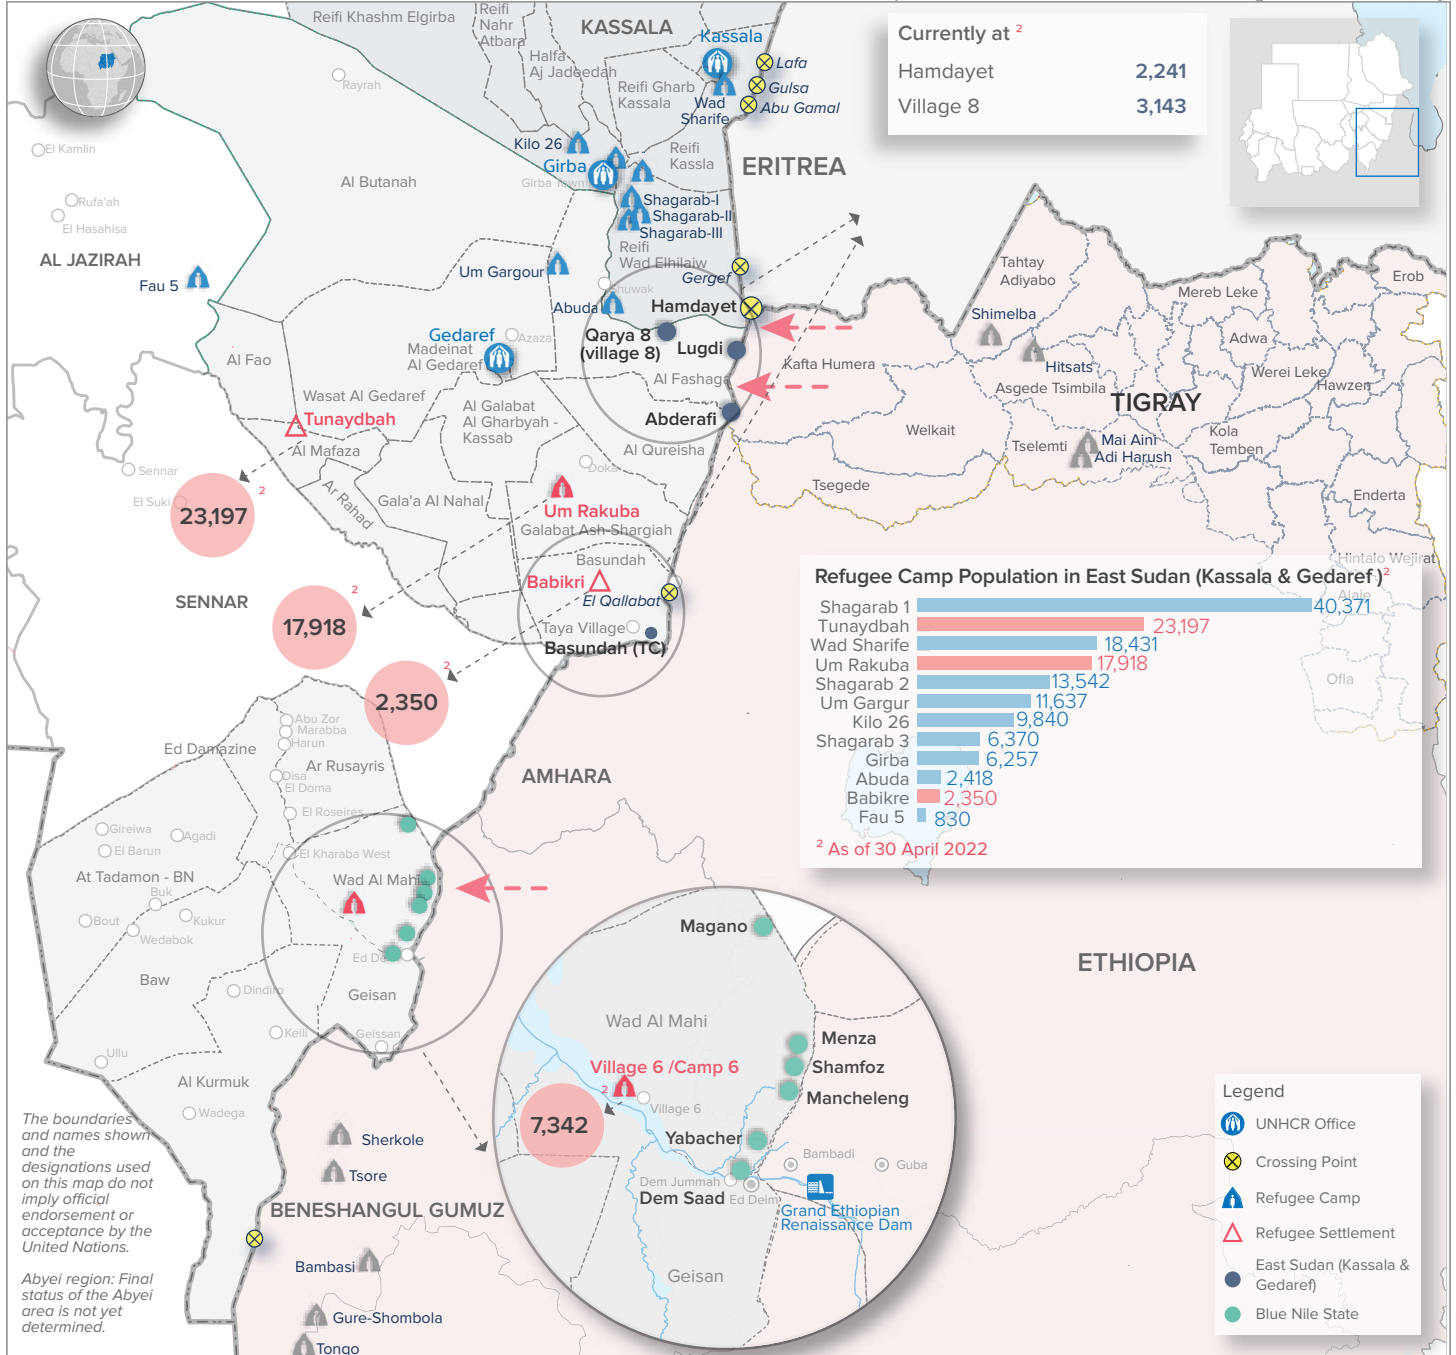 Reifi Khashm Elgirba
Reifi
Nahr
Atbara
KASSALA
Kassala
Halfa
Aj Jadeedah
Reifi Gharb
Kassala
Wad
Sharife
Lafa
Gulsa
Abu Gamal
Currently at ²
Hamdayet 2,241
Village 8 3,143
Rayrah
Kilo 26
Girba
Girba Town
Reifi
Kassla
ERITREA
El Kamlin
Al Butanah
Rufa'ah
El Hasahisa
Shagarab-I
Shagarab-II
Shagarab-III
Reifi
Wad Elhilaiw
AL JAZIRAH
Fau 5
Um Gargour
Gergef
Shuwak
Abuda
Hamdayet
Tahtay
Adiyabo
Erob
Mereb Leke
Shimelba
Gedaref
Azaza
Madeinat
Al Gedaref
Qarya 8
(village 8)
Lugdi
Al Fao
Kafta Humera
Hitsats
Adwa
Al Fashaga
Asgede Tsimbila
Werei Leke
Hawzen
Wasat Al Gedaref
Al Galabat
Al Gharbyah -
Kassab
TIGRAY
Tunaydbah
Abderafi
Al Mafaza
Welkait
Tselemti
Mai Aini
Adi Harush
Kola
Temben
Al Qureisha
Doka
Sennar
Tsegede
El Suki
23,197
2
Ar Rahad
Gala'a Al Nahal
Um Rakuba
Galabat Ash-Shargiah
Enderta
Basundah
Babikri
El Qallabat
Hintalo Wejirat
Alaje
Ofla
SENNAR
17,918
2
Taya Village
Basundah (TC)
2,350
2
Refugee Camp Population in East Sudan (Kassala & Gedaref )²
Shagarab 1 40,371
Tunaydbah 23,197
Wad Sharife 18,431
Um Rakuba 17,918
Shagarab 2 13,542
Um Gargur 11,637
Kilo 26 9,840
Shagarab 3 6,370
Girba 6,257
Abuda 2,418
Babikre 2,350
Fau 5 830
² As of 30 April 2022
Abu Zor
Marabba
Harun
Ed Damazine
Ar Rusayris
Disa
El Doma
AMHARA
El Roseires
Gireiwa
Agadi
El Barun
El Kharaba West
At Tadamon - BN
Wad Al Mahi
Buk
Bout
Kukur
Wedabok
Baw
Dindiro
Geisan
Keili
Geissan
Ullu
Al Kurmuk
Wadega
ETHIOPIA
Magano
Wad Al Mahi
Menza
Shamfoz
Mancheleng
Village 6 /Camp 6
2
Village 6
7,342
Yabacher
Bambadi
Guba
Dem Jummah
Dem Saad
Ed Deim
Grand Ethiopian
Renaissance Dam
Geisan
The boundaries
and names shown
and the
designations used
on this map do not
imply official
endorsement or
acceptance by the
United Nations.
Abyei region: Final
status of the Abyei
area is not yet
determined.
Sherkole
Tsore
BENESHANGUL GUMUZ
Bambasi
Gure-Shombola
Tongo
Legend
UNHCR Office
Crossing Point
Refugee Camp
Refugee Settlement
East Sudan (Kassala &
Gedaref)
Blue Nile State